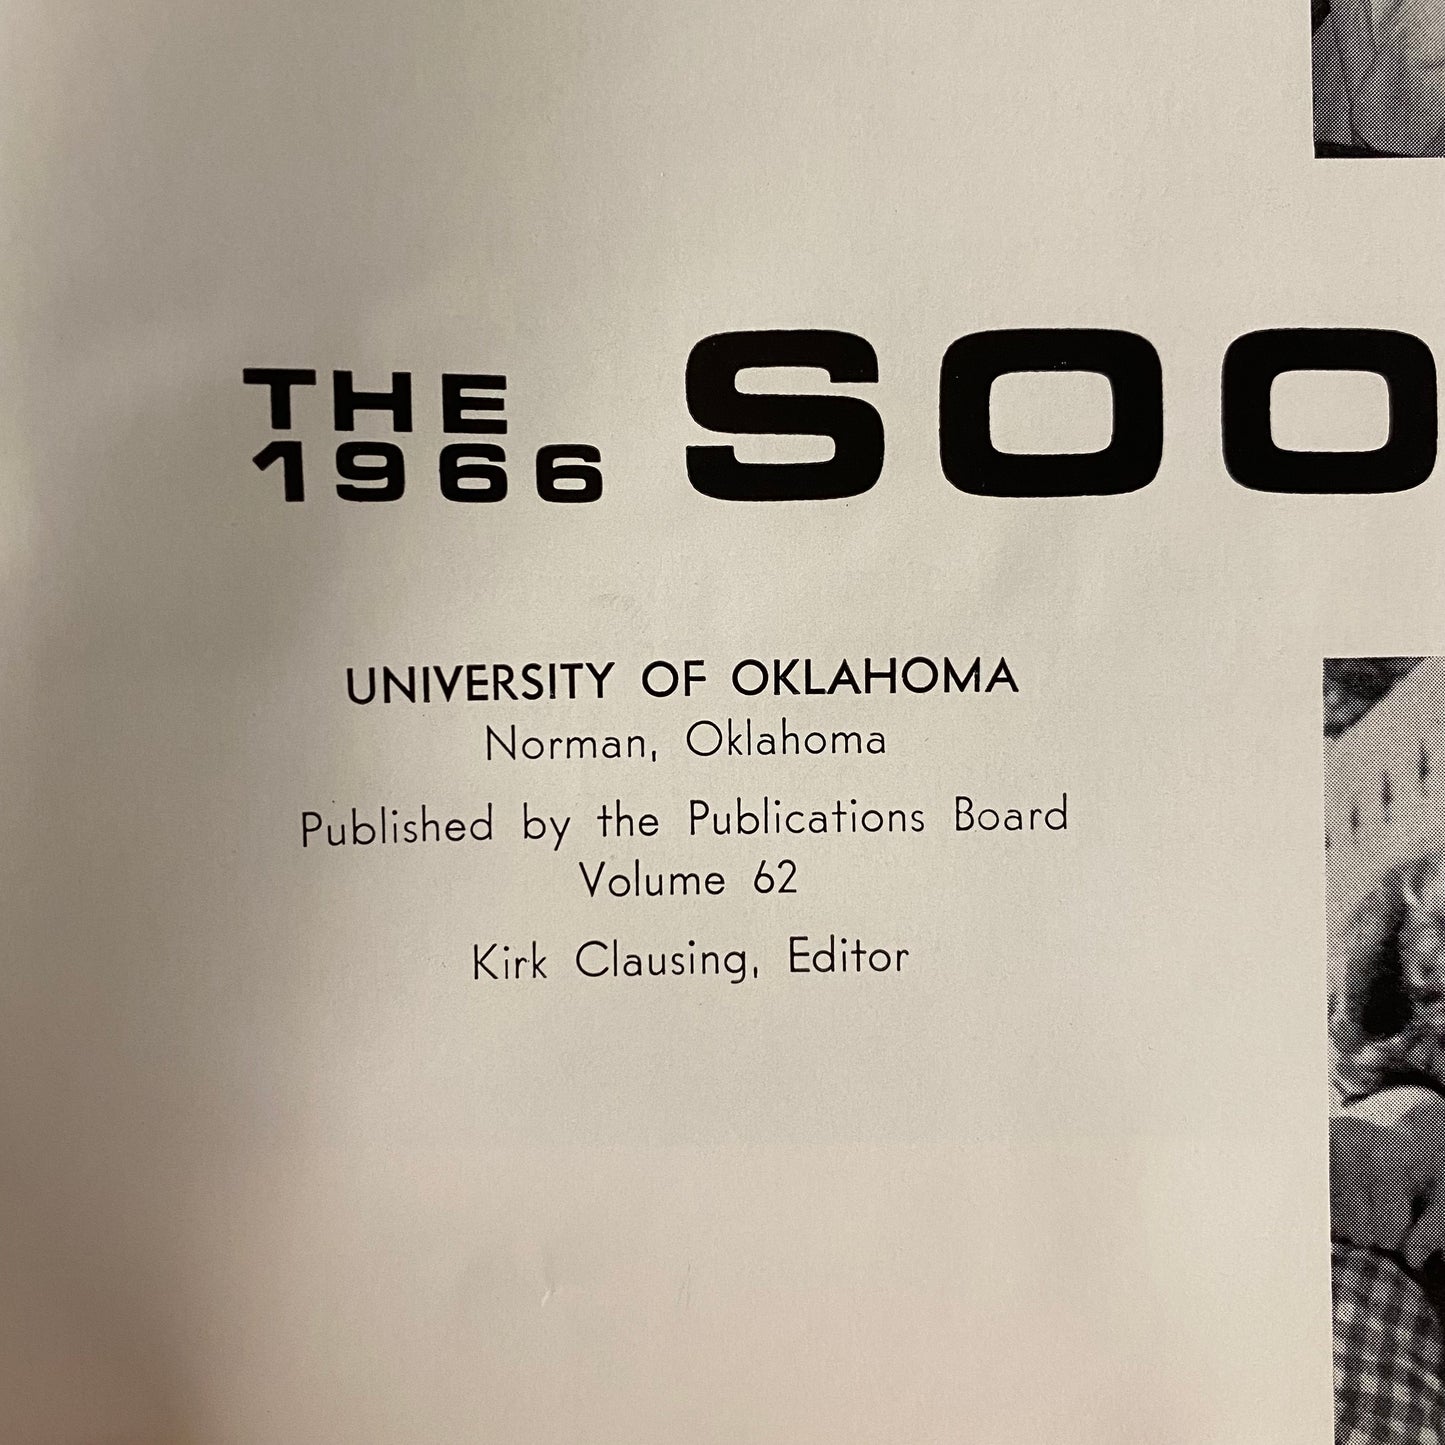 THE
1966 SOO
UNIVERSITY OF OKLAHOMA
Norman, Oklahoma
Published by the Publications Board
Volume 62
Kirk Clausing, Editor